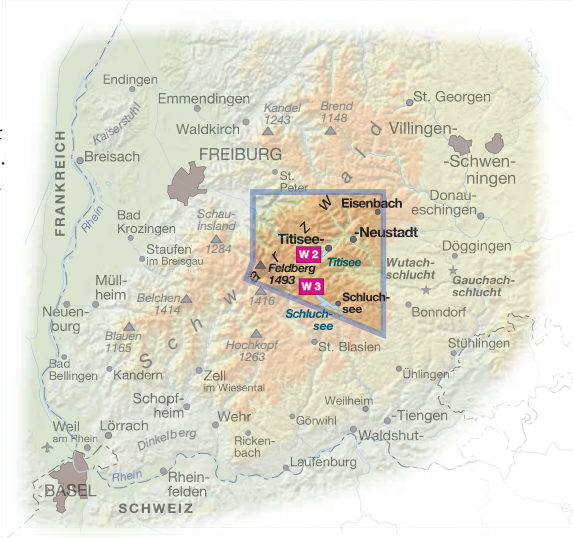 Endingen
Emmendingen
Kandel
1243
Brend
1148
St. Georgen
Kaiserstuhl
Waldkirch
Villingen-
-Schwen-
ningen
FRANKREICH
Breisach
FREIBURG
St.
Peter
Schwarzwald
Rhein
Eisenbach
Donau-
eschingen
Bad
Krozingen
Schau-
insland
1284
Titisee-
-Neustadt
Staufen
im Breisgau
W 2
Titisee
Döggingen
Feldberg
1493
Wutach-
schlucht
Gauchach-
schlucht
Müll-
heim
Belchen
1414
1416
W 3
Schluch-
see
Schluch-
see
Bonndorf
Neuen-
burg
Blauen
1165
Hochkopf
1263
St. Blasien
Stühlingen
Bad
Bellingen
Kandern
Zell
im Wiesental
Ühlingen
Schopf-
heim
Weilheim
Wehr
Görwihl
-Tiengen
Weil
am Rhein
Lörrach
Dinkelberg
Ricken-
bach
Waldshut-
Laufenburg
BASEL
Rhein
Rhein-
felden
SCHWEIZ